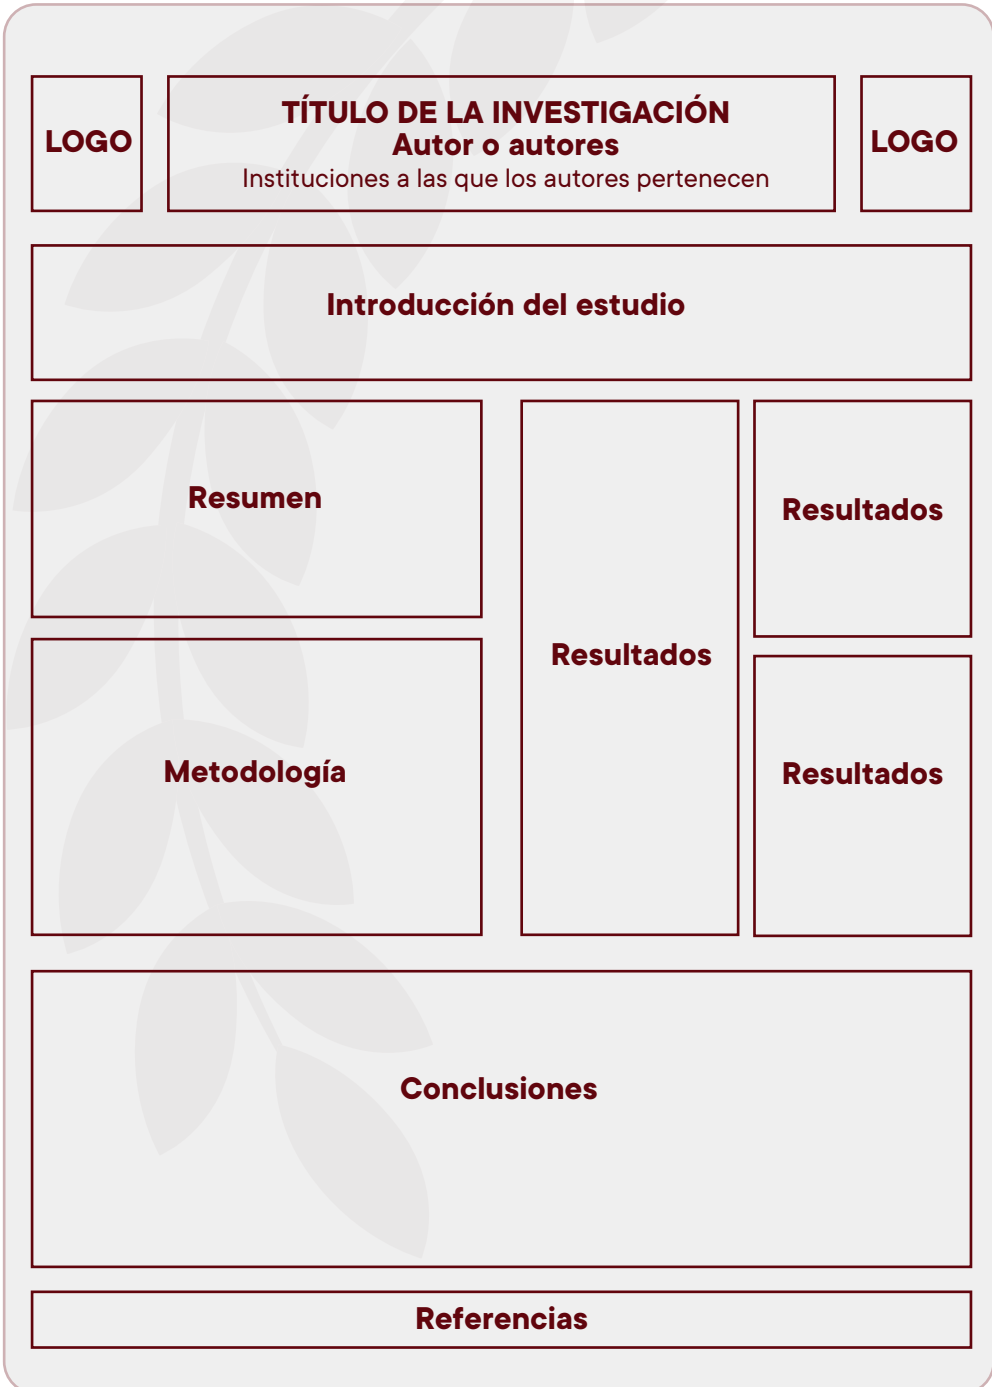 LOGO
TÍTULO DE LA INVESTIGACIÓN
Autor o autores
Instituciones a las que los autores pertenecen
LOGO
Introducción del estudio
Resumen
Metodología
Resultados
Resultados
Resultados
Conclusiones
Referencias